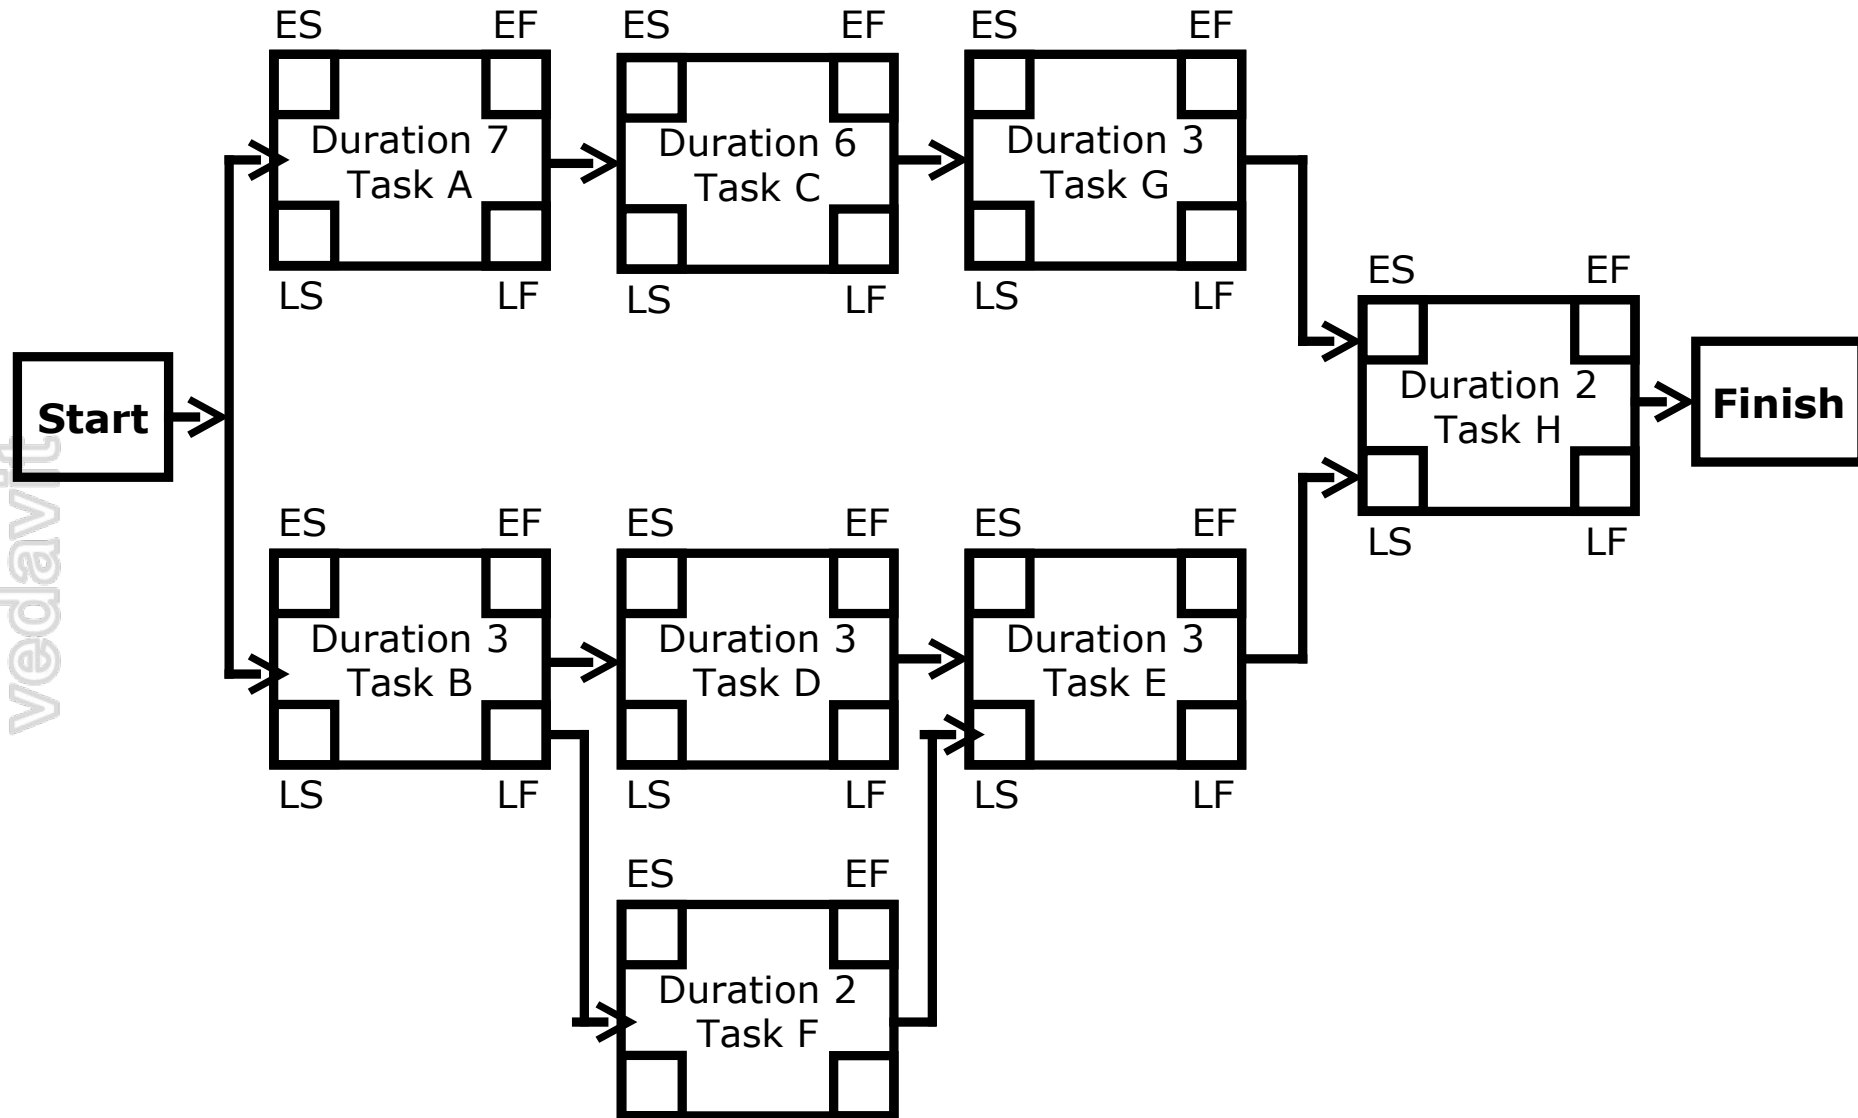 ES EF ES EF ES EF
Duration 7
Task A
Duration 6
Task C
Duration 3
Task G
LS LF LS LF LS LF
ES EF
Duration 2
Task H
LS LF
Start
Finish
ES EF ES EF ES EF
Duration 3
Task B
Duration 3
Task D
Duration 3
Task E
LS LF LS LF LS LF
ES EF
Duration 2
Task F
vedavit